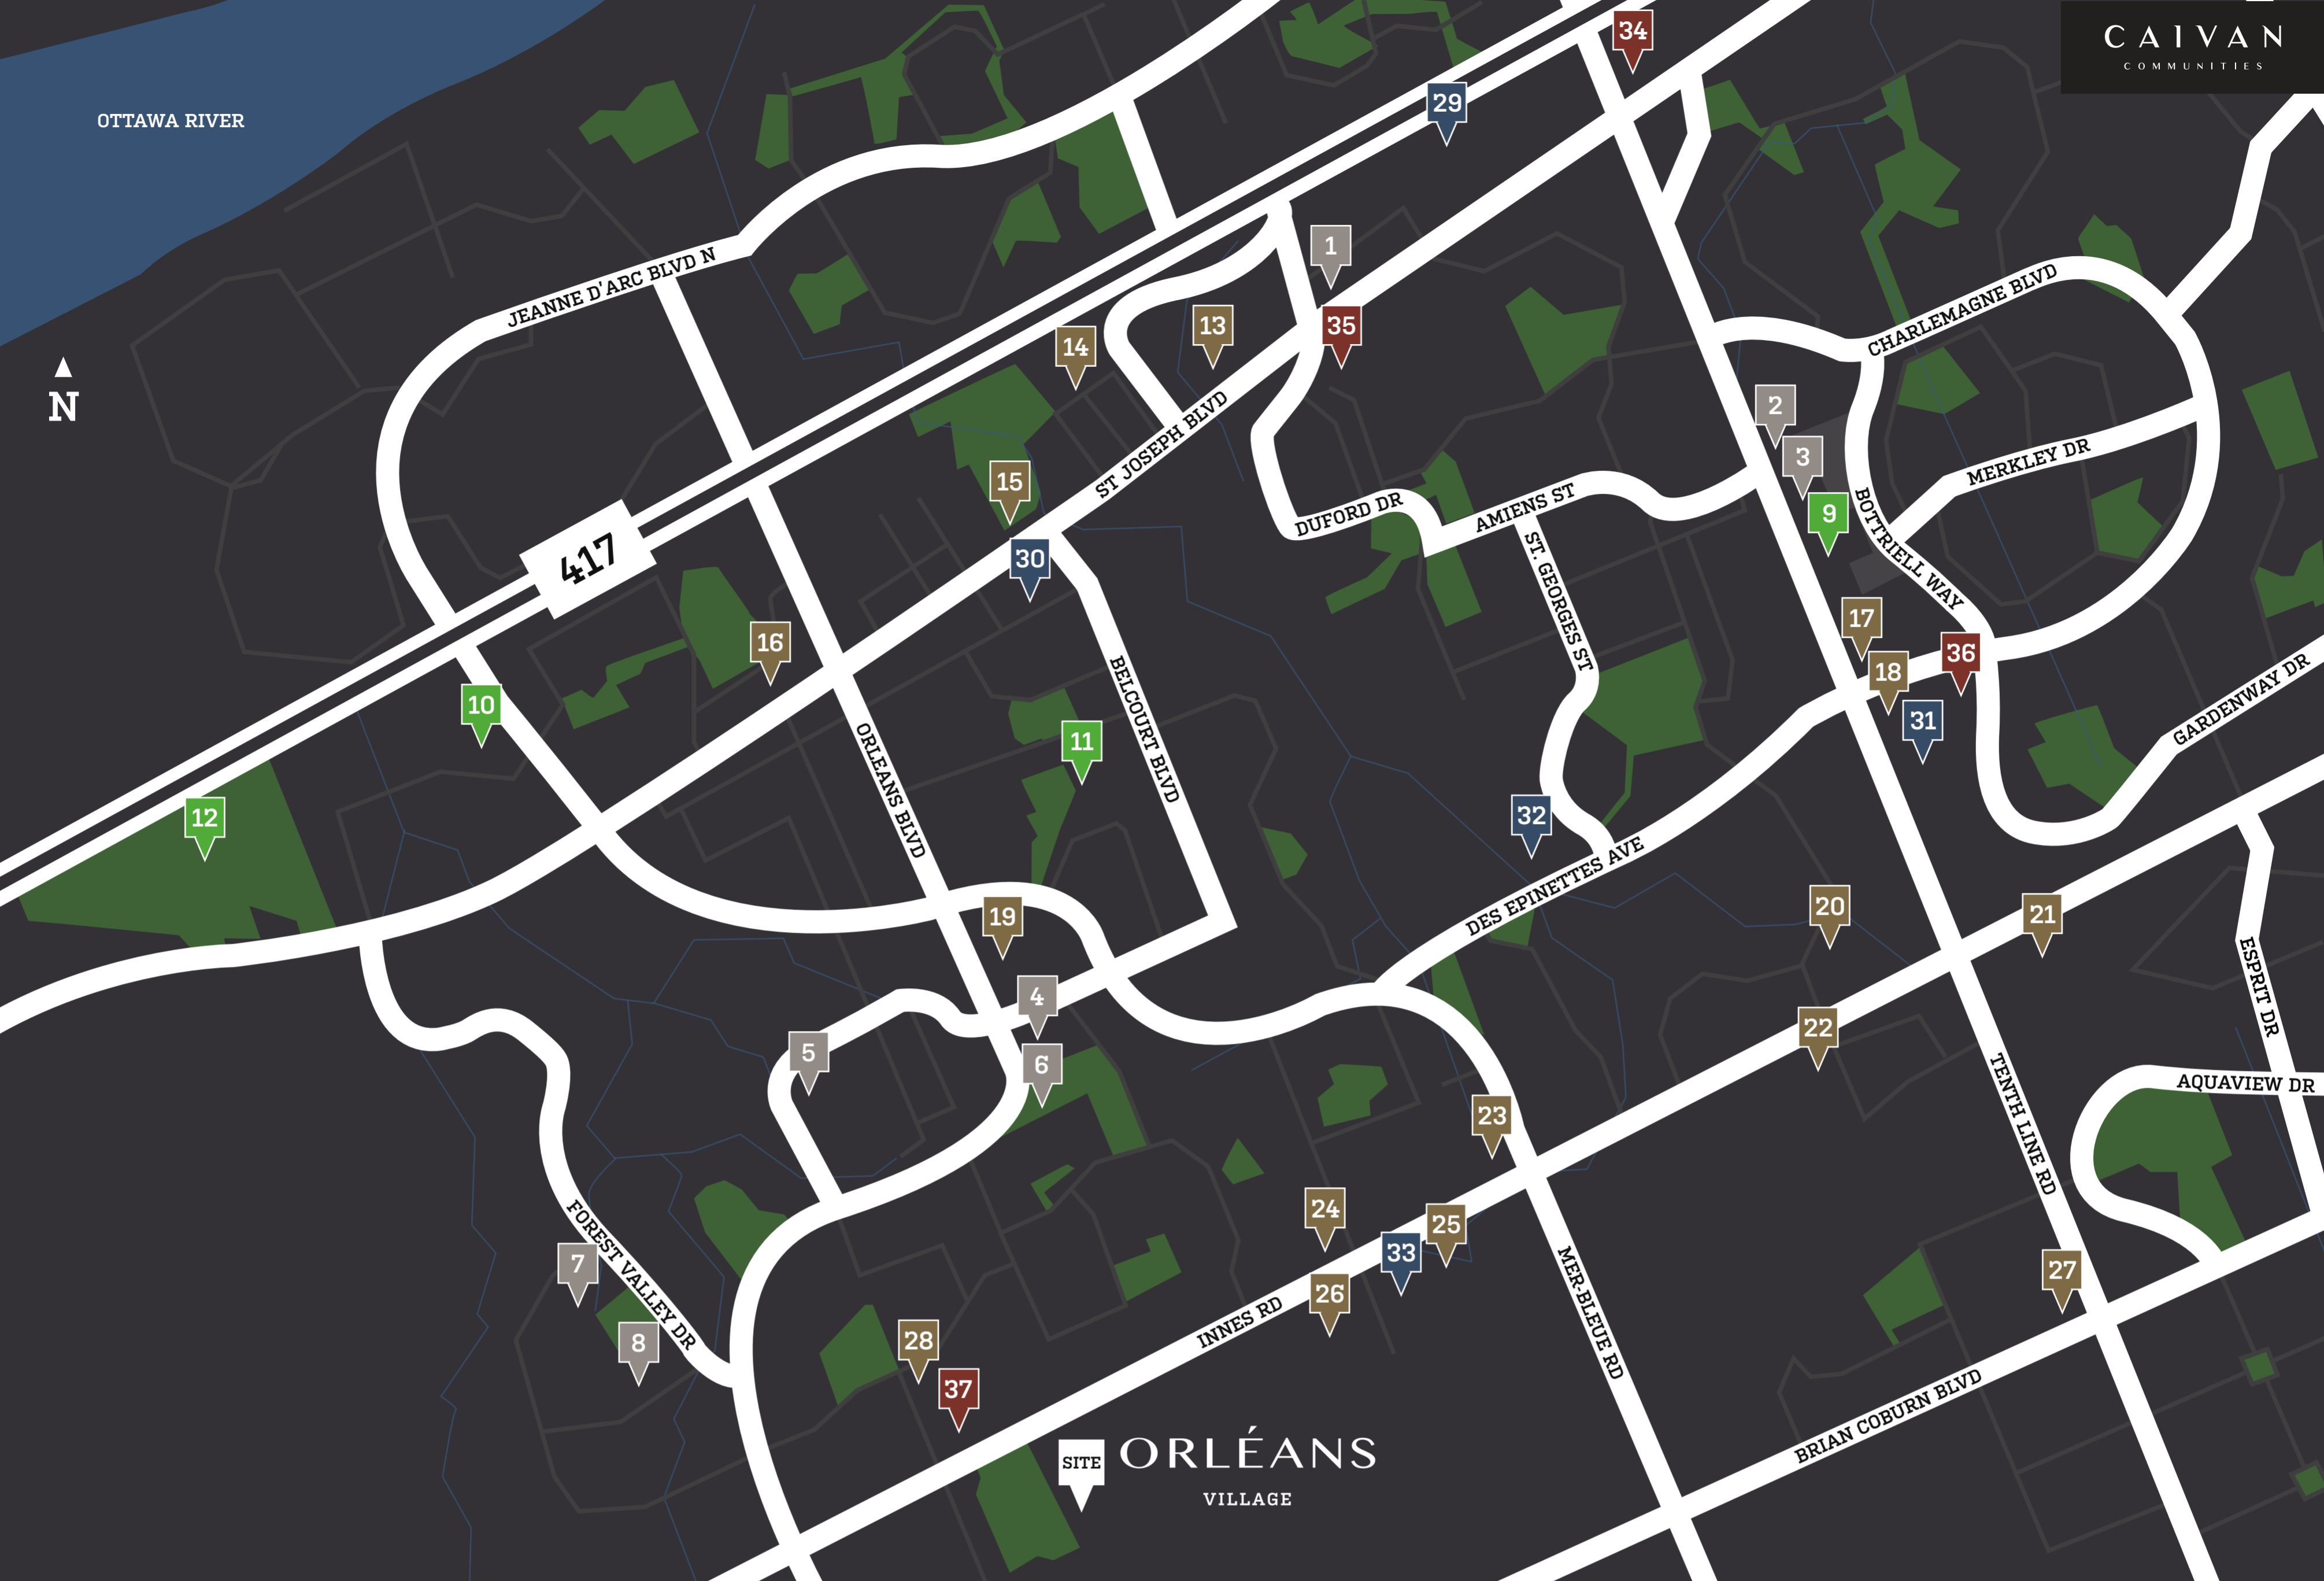 CAIVAN
COMMUNITIES
OTTAWA RIVER
N
34
29
1
JEANNE D'ARC BLVD N
35
13
14
CHARLEMAGNE BLVD
2
3
9
ST JOSEPH BLVD
15
MERKLEY DR
DUFORD DR
AMIENS ST
BOTTRIELL WAY
417
30
ST. GEORGES ST
16
17
18
36
31
10
BELCOURT BLVD
11
GARDENWAY DR
ORLEANS BLVD
12
32
DES EPINETTES AVE
19
20
21
ESPRIT DR
4
5
6
22
TENTH LINE RD
AQUAVIEW DR
23
FOREST VALLEY DR
7
8
24
25
33
26
27
INNES RD
MER-BLEUE RD
28
37
BRIAN COBURN BLVD
SITE
ORLÉANS
VILLAGE